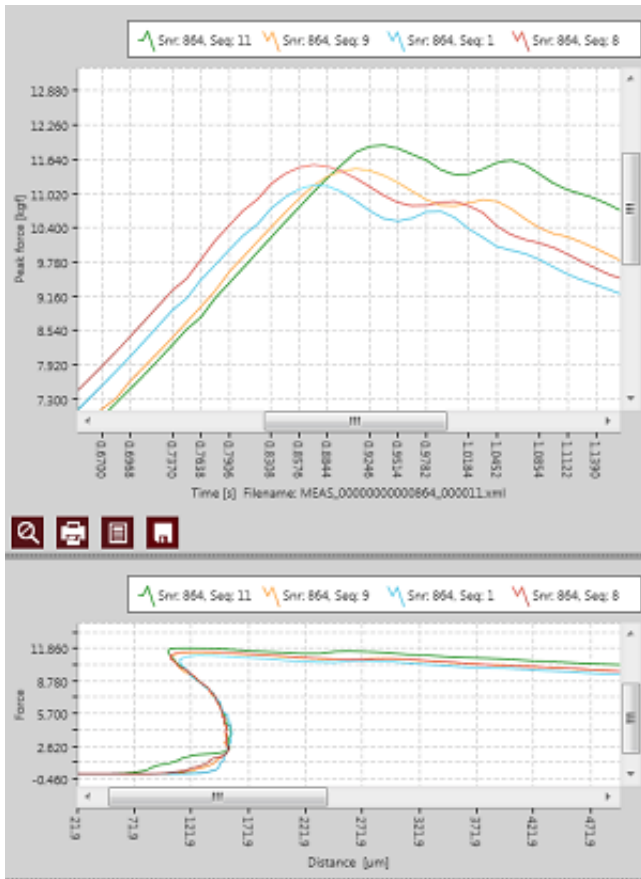 Snr: 864, Seq: 11 Snr: 864, Seq: 9 Snr: 864, Seq: 1 Snr: 864, Seq: 8
Peak force [kgf]
12.880
12.260
11.640
11.020
10.400
9.780
9.160
8.540
7.920
7.300
0.6700 0.6968 0.7370 0.7638 0.7906 0.8308 0.8576 0.8844 0.9246 0.9514 0.9782 1.0184 1.0452 1.0854 1.1122 1.1390
Time [s] Filename: MEAS_00000000000864_000011.xml
Snr: 864, Seq: 11 Snr: 864, Seq: 9 Snr: 864, Seq: 1 Snr: 864, Seq: 8
Force
11.860
8.780
5.700
2.620
-0.460
21.9 71.9 121.9 171.9 221.9 271.9 321.9 371.9 421.9 471.9
Distance [µm]